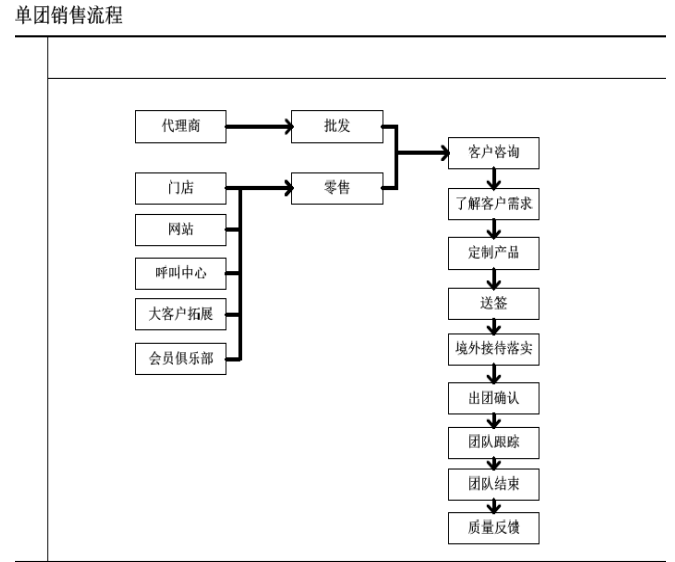 单团销售流程
代理商
批发
客户咨询
门店
零售
了解客户需求
网站
定制产品
呼叫中心
送签
大客户拓展
境外接待落实
会员俱乐部
出团确认
团队跟踪
团队结束
质量反馈